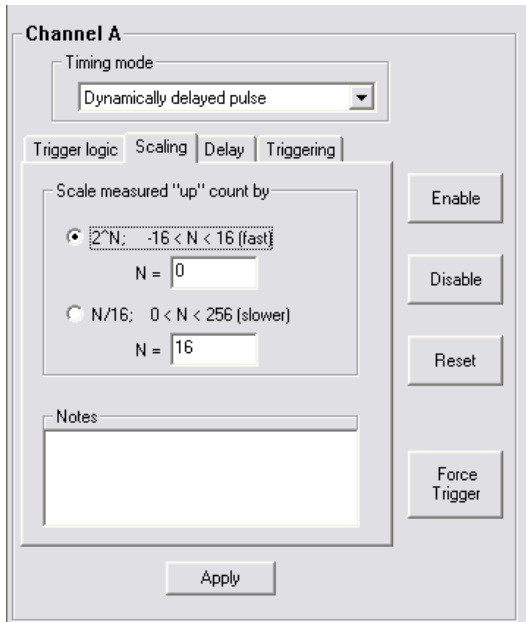 Channel A
Timing mode
Dynamically delayed pulse
Trigger logic Scaling Delay Triggering
Scale measured "up" count by
2^N; -16 < N < 16 (fast)
N = 0
N/16; 0 < N < 256 (slower)
N = 16
Notes
Enable
Disable
Reset
Force
Trigger
Apply